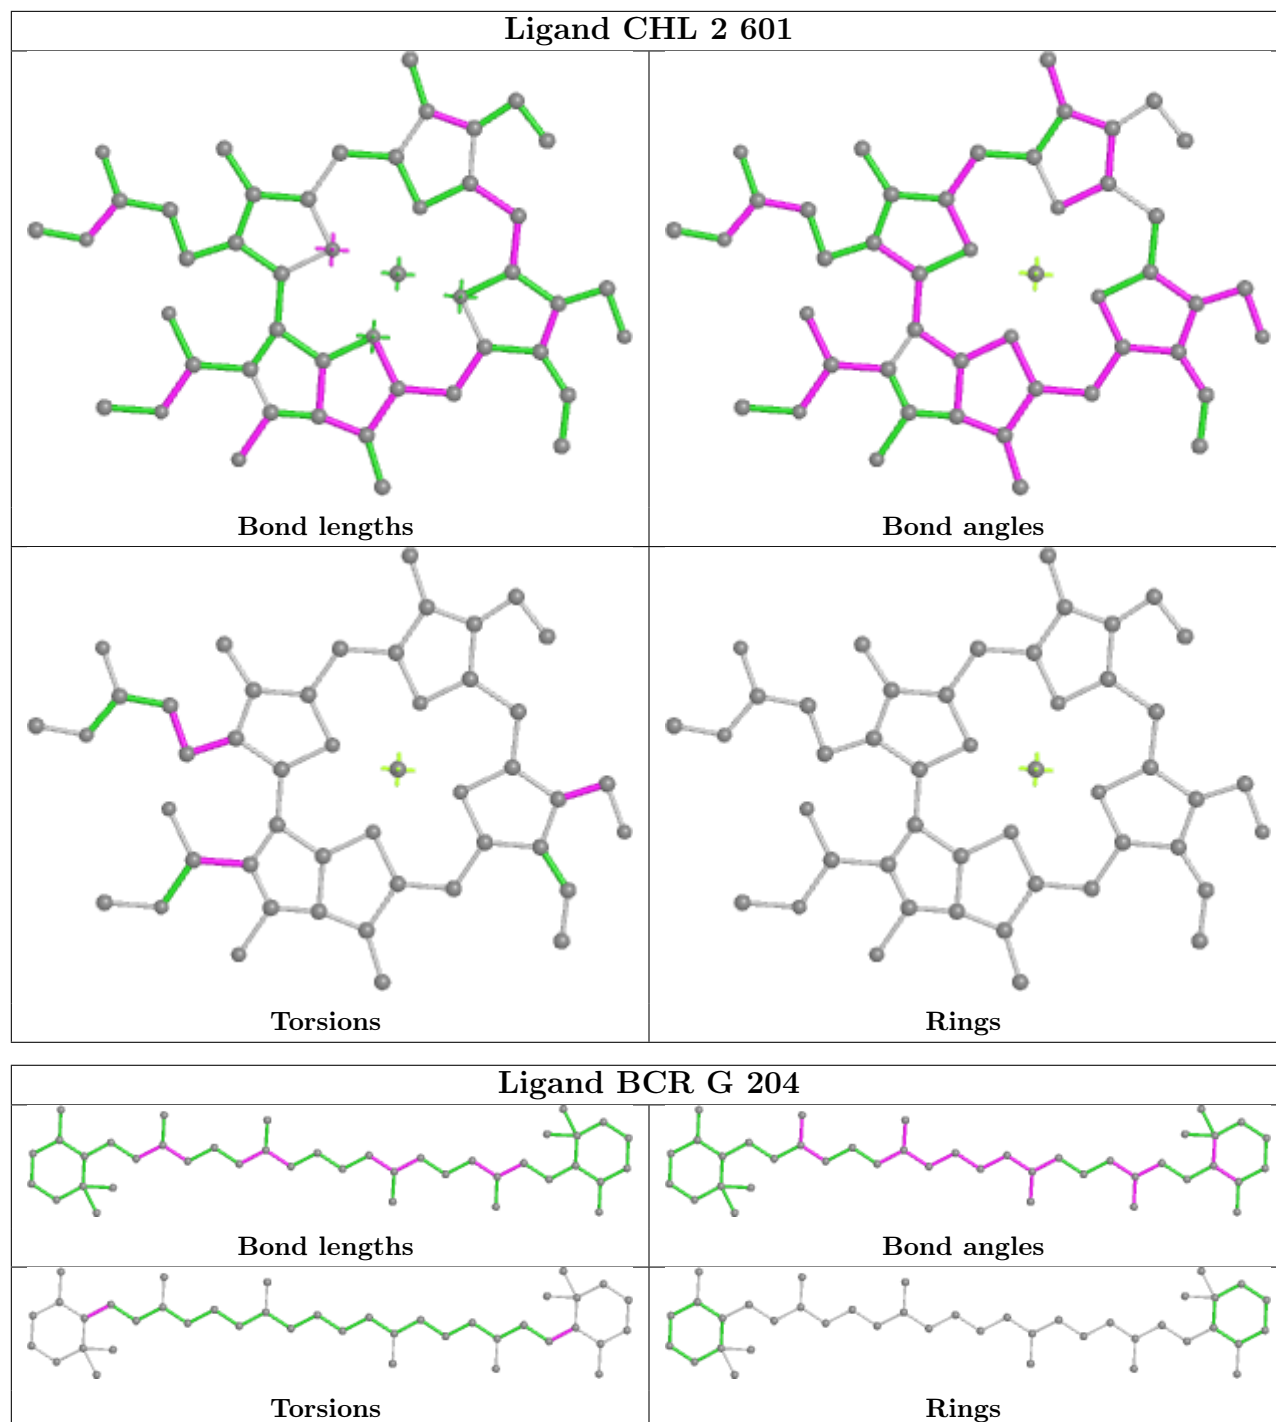 Ligand CHL 2 601
Bond lengths
Bond angles
Torsions
Rings
Ligand BCR G 204
Bond lengths
Bond angles
Torsions
Rings